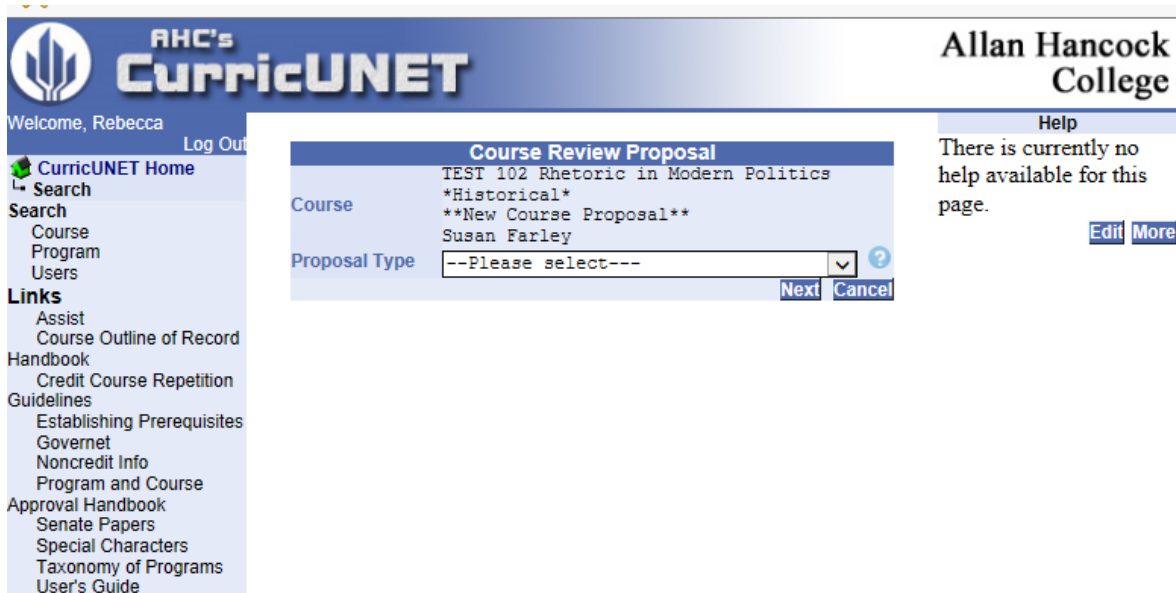 AHC's
CurricUNET
Allan Hancock
College
Welcome, Rebecca
Log Out
CurricUNET Home
Search
Search
Course
Program
Users
Links
Assist
Course Outline of Record
Handbook
Credit Course Repetition
Guidelines
Establishing Prerequisites
Governet
Noncredit Info
Program and Course
Approval Handbook
Senate Papers
Special Characters
Taxonomy of Programs
User's Guide
Course Review Proposal
Course
TEST 102 Rhetoric in Modern Politics
*Historical*
**New Course Proposal**
Susan Farley
Proposal Type
--Please select---
?
Next Cancel
Help
There is currently no
help available for this
page.
Edit More